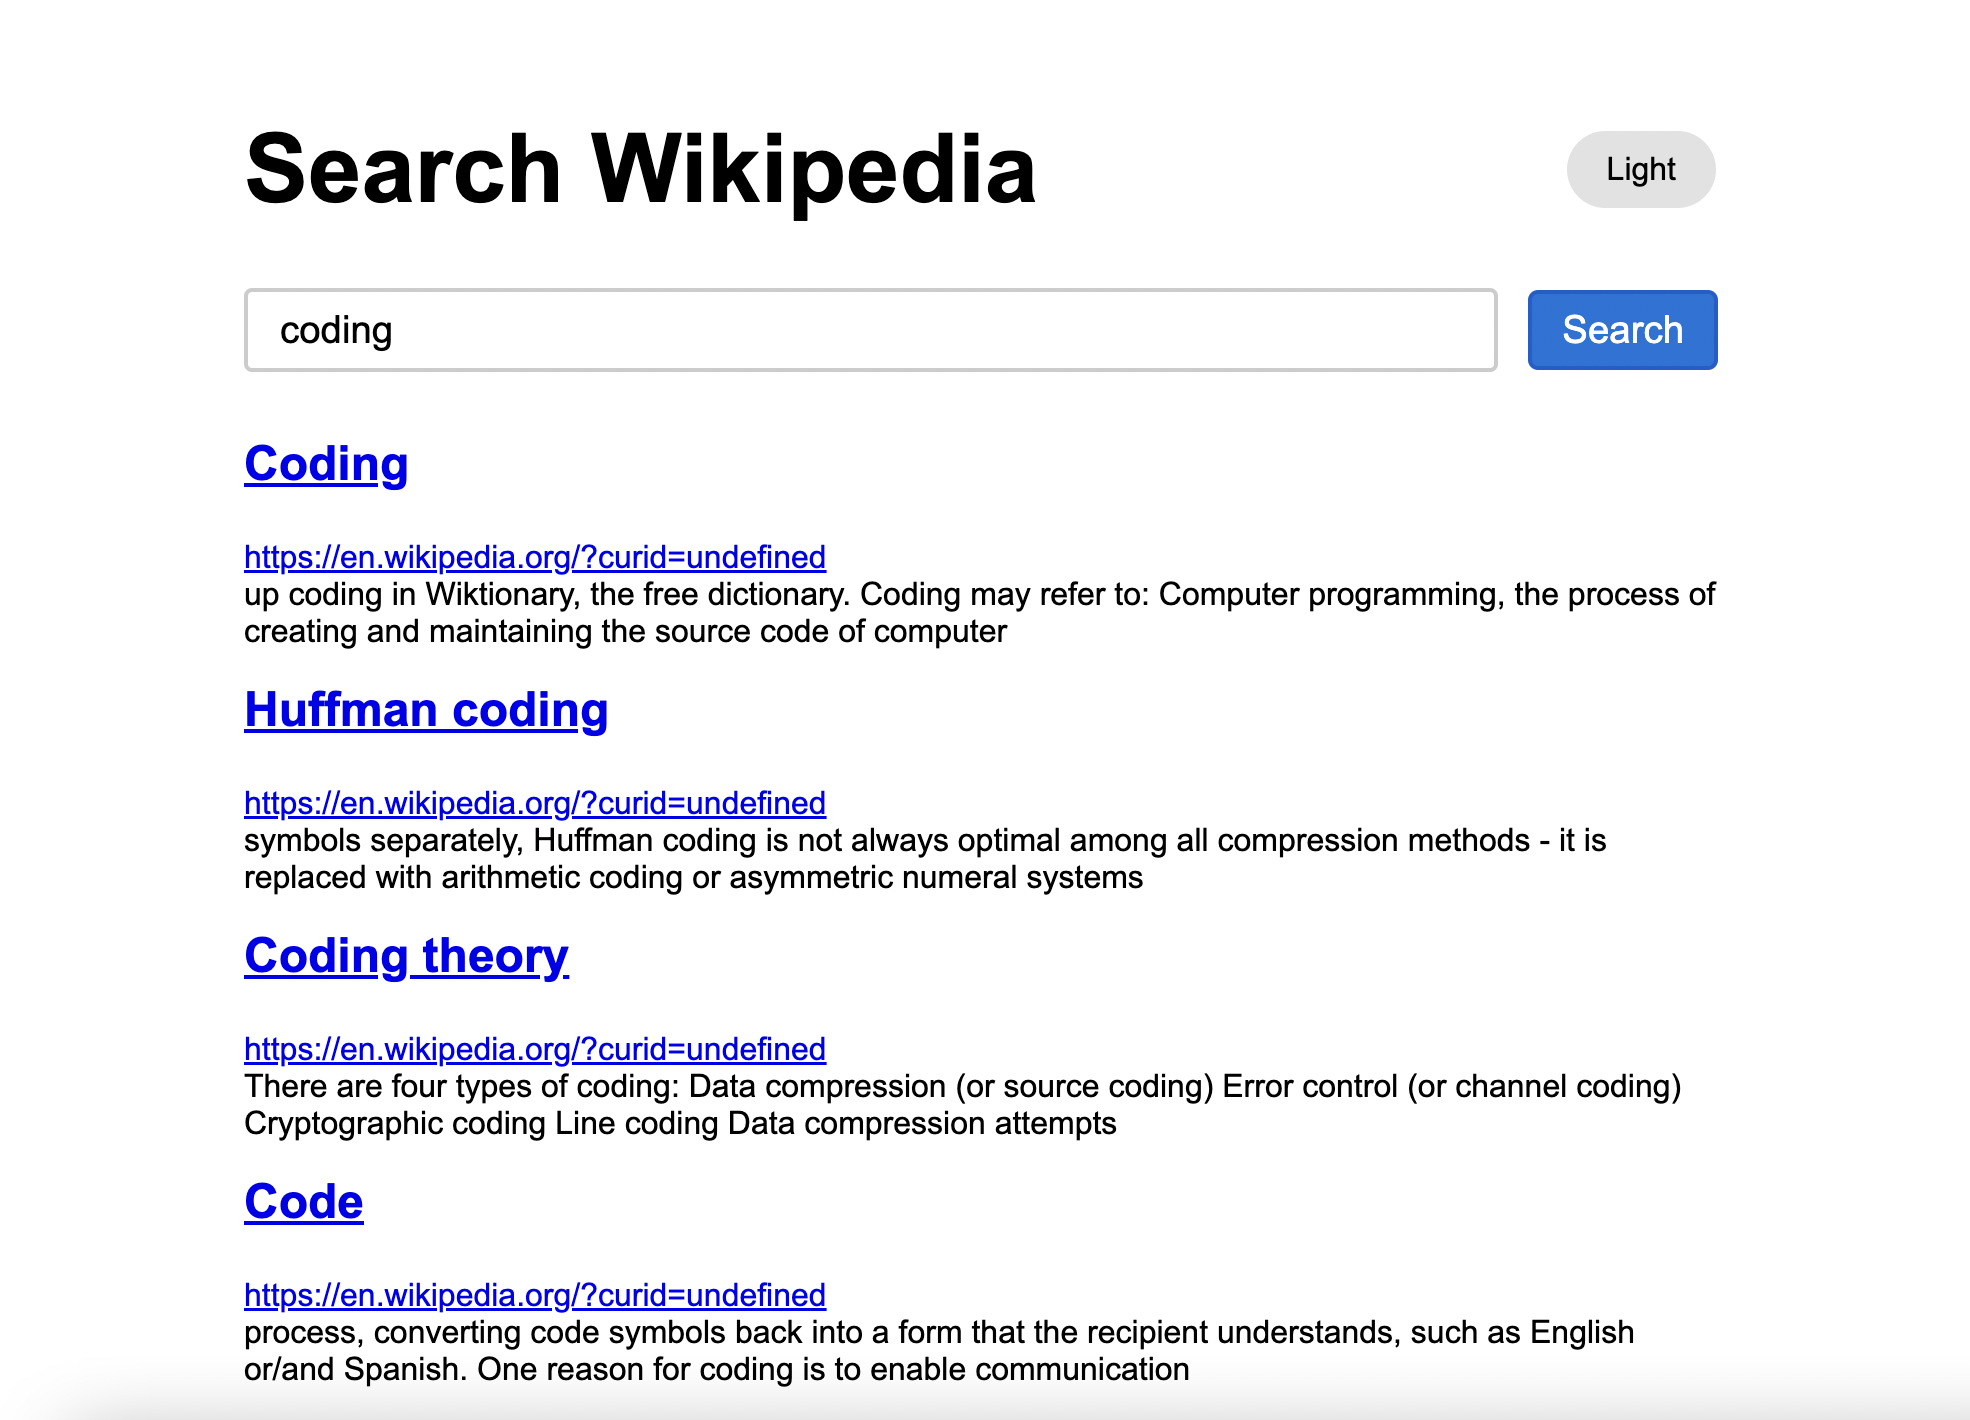 Search Wikipedia
Light
coding
Search
Coding
https://en.wikipedia.org/?curid=undefined
up coding in Wiktionary, the free dictionary. Coding may refer to: Computer programming, the process of
creating and maintaining the source code of computer
Huffman coding
https://en.wikipedia.org/?curid=undefined
symbols separately, Huffman coding is not always optimal among all compression methods - it is
replaced with arithmetic coding or asymmetric numeral systems
Coding theory
https://en.wikipedia.org/?curid=undefined
There are four types of coding: Data compression (or source coding) Error control (or channel coding)
Cryptographic coding Line coding Data compression attempts
Code
https://en.wikipedia.org/?curid=undefined
process, converting code symbols back into a form that the recipient understands, such as English
or/and Spanish. One reason for coding is to enable communication